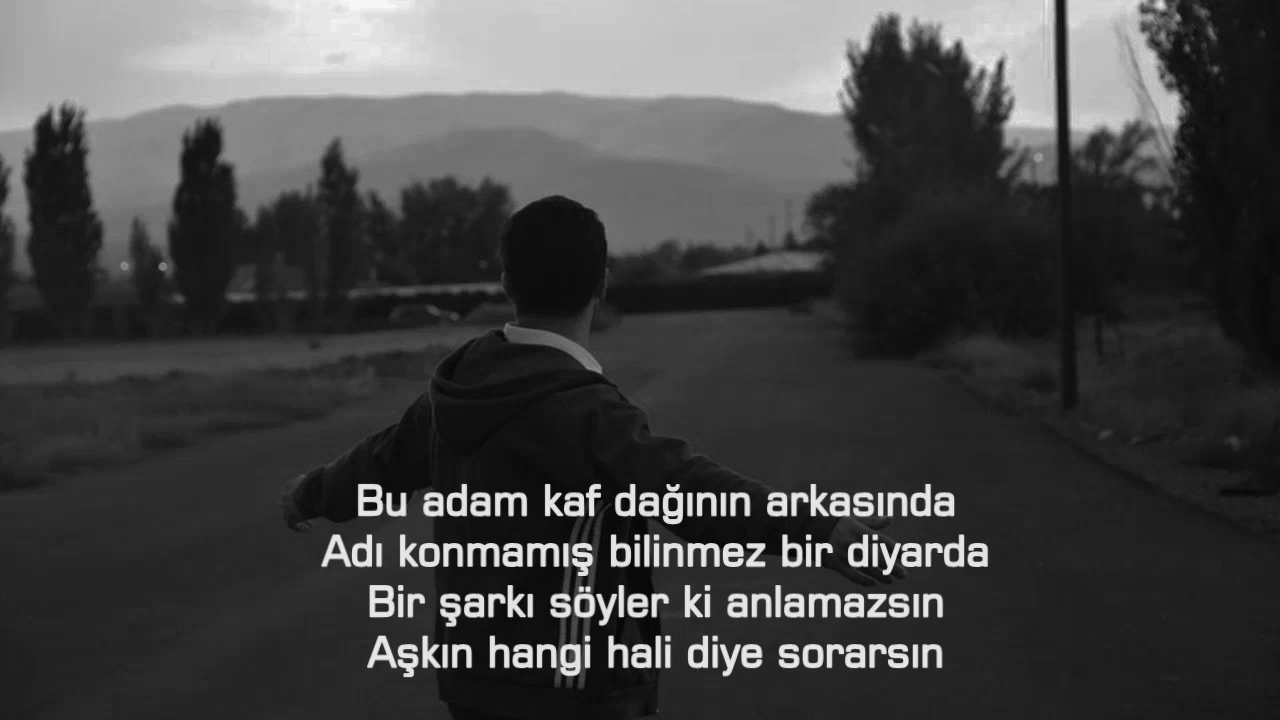 Bu adam kaf dağının arkasında
Adı konmamış bilinmez bir diyarda
Bir şarkı söyler ki anlamazsın
Aşkın hangi hali diye sorarsın